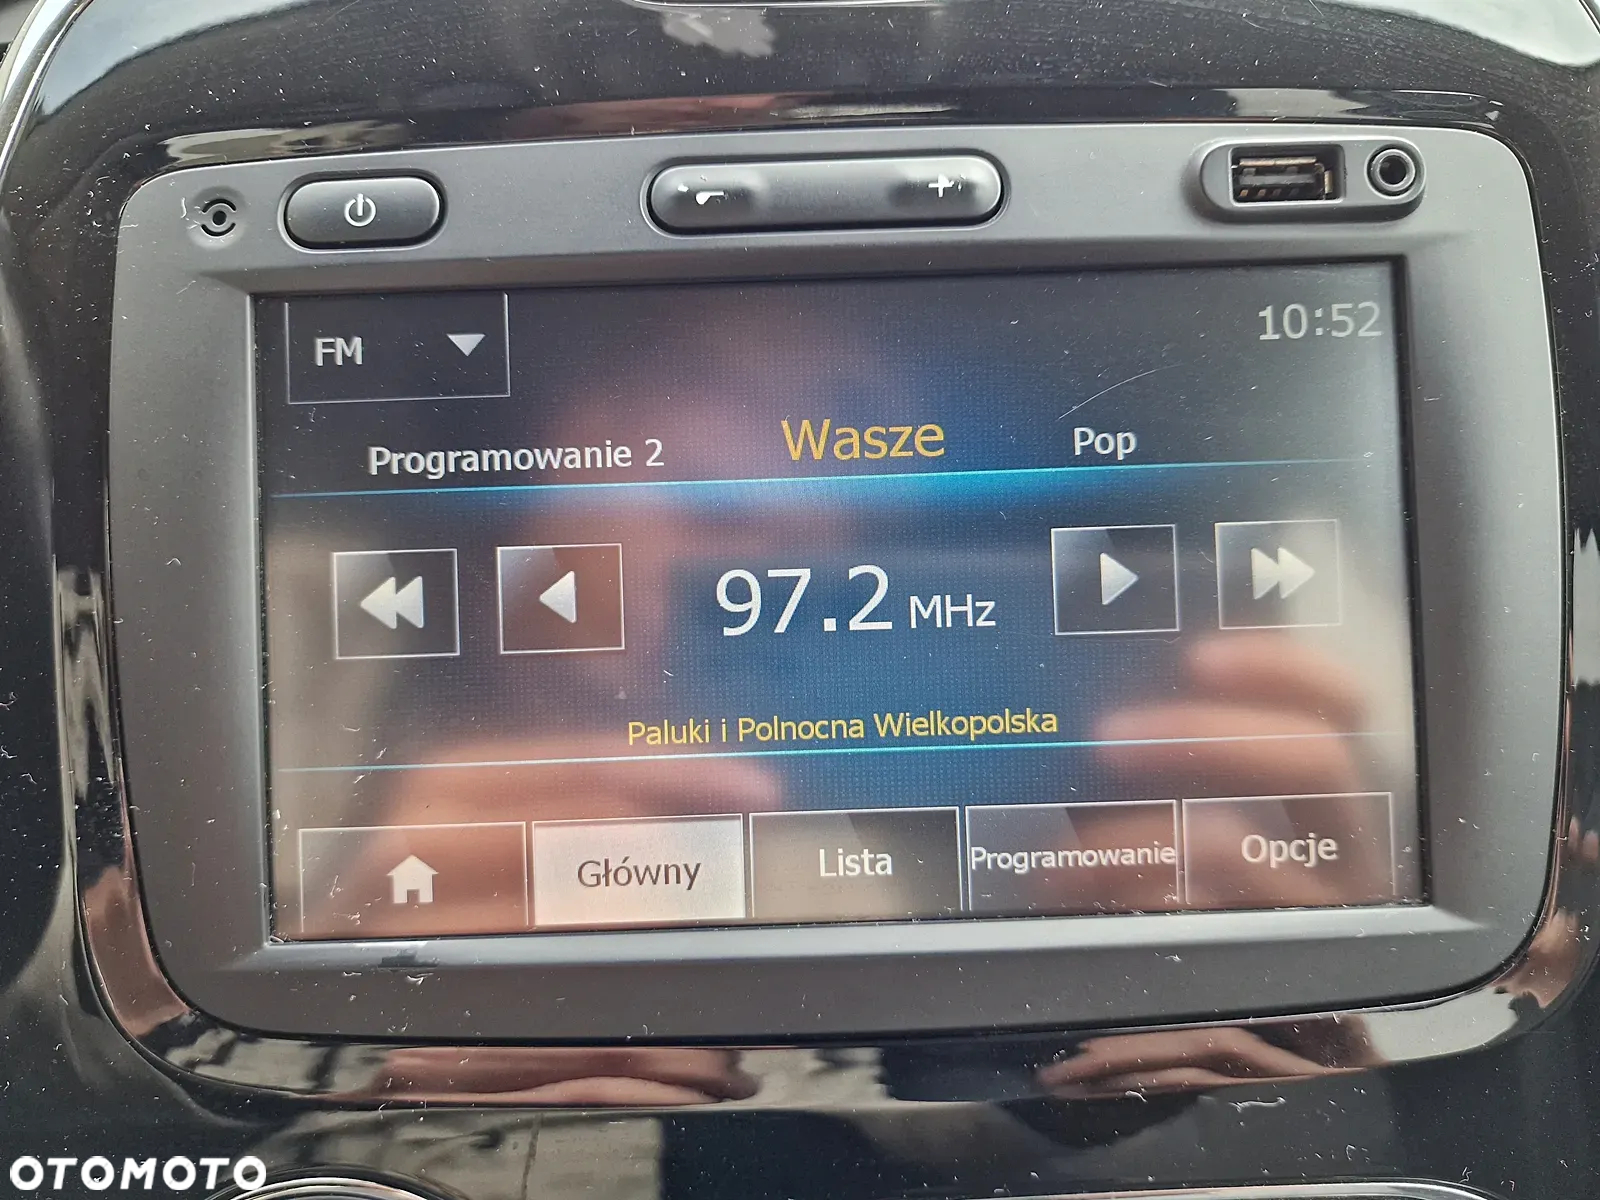 FM
10:52
Programowanie 2
Wasze
Pop
97.2 MHz
Paluki i Polnocna Wielkopolska
Główny
Lista
Programowanie
Opcje
OTOMOTO